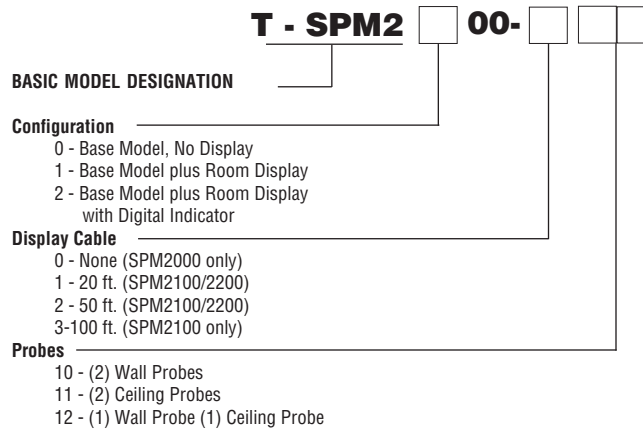 T - SPM2 00-
BASIC MODEL DESIGNATION
Configuration
0 - Base Model, No Display
1 - Base Model plus Room Display
2 - Base Model plus Room Display
with Digital Indicator
Display Cable
0 - None (SPM2000 only)
1 - 20 ft. (SPM2100/2200)
2 - 50 ft. (SPM2100/2200)
3-100 ft. (SPM2100 only)
Probes
10 - (2) Wall Probes
11 - (2) Ceiling Probes
12 - (1) Wall Probe (1) Ceiling Probe